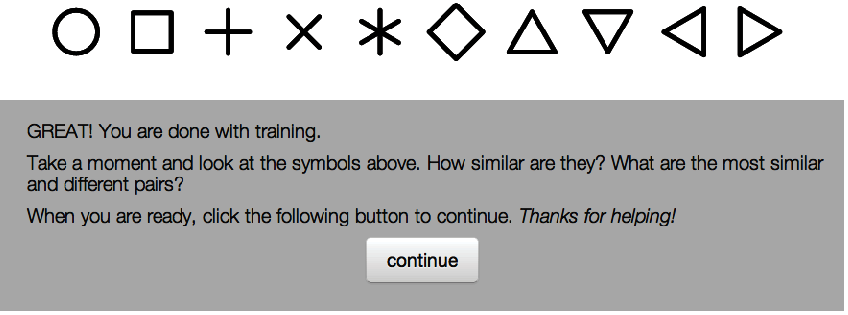 GREAT! You are done with training.
Take a moment and look at the symbols above. How similar are they? What are the most similar
and different pairs?
When you are ready, click the following button to continue. Thanks for helping!
continue